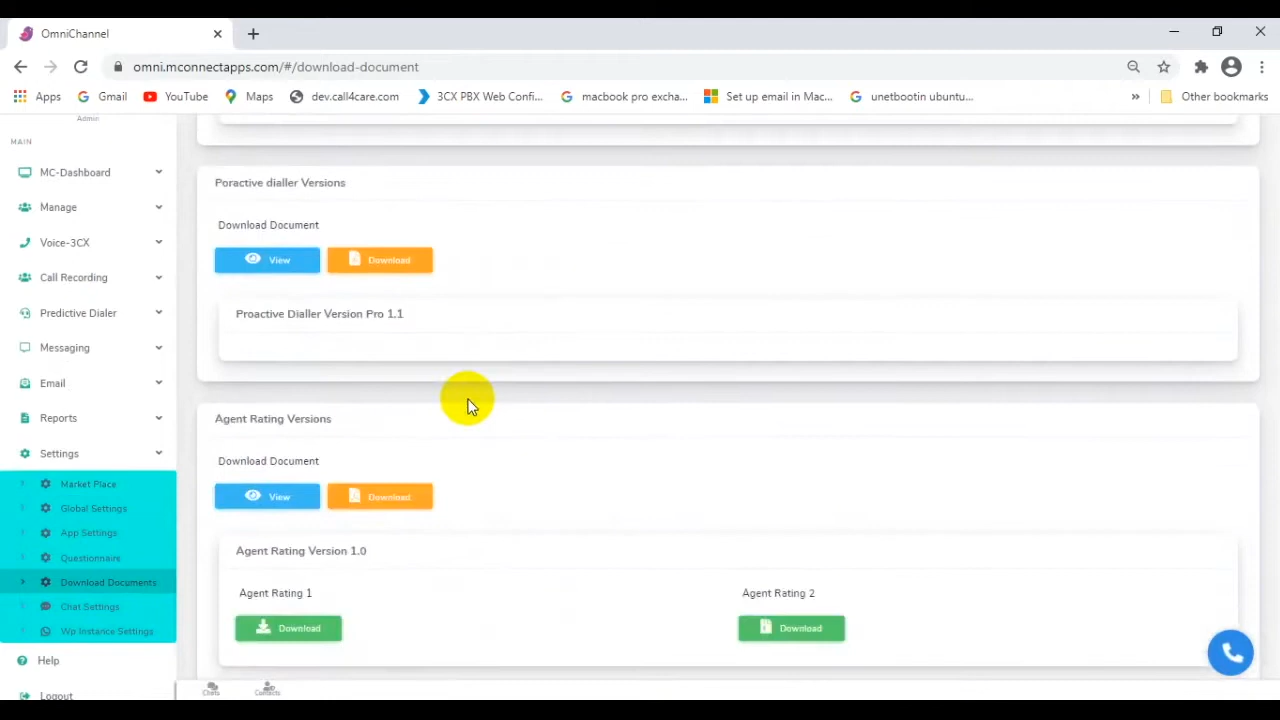 OmniChannel
omni.mconnectapps.com/#/download-document
Apps Gmail YouTube Maps dev.call4care.com 3CX PBX Web Confi... macbook pro excha... Set up email in Mac... unetbootin ubuntu... » Other bookmarks
Admin
MAIN
MC-Dashboard
Manage
Voice-3CX
Call Recording
Predictive Dialer
Messaging
Email
Reports
Settings
Market Place
Global Settings
App Settings
Questionnaire
Download Documents
Chat Settings
Wp Instance Settings
Help
Logout
Poractive dialler Versions
Download Document
View Download
Proactive Dialler Version Pro 1.1
Agent Rating Versions
Download Document
View Download
Agent Rating Version 1.0
Agent Rating 1 Agent Rating 2
Download Download
Chats Contacts